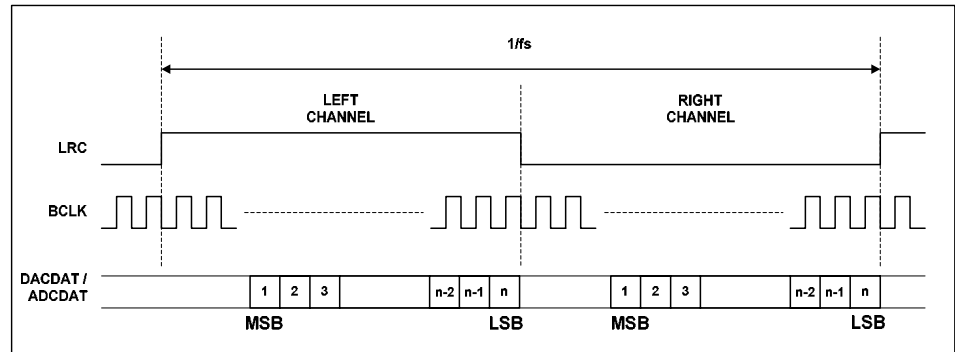 1/fs
LEFT
CHANNEL
RIGHT
CHANNEL
LRC
BCLK
DACDAT /
ADCDAT
1 2 3 n-2 n-1 n 1 2 3 n-2 n-1 n
MSB LSB MSB LSB